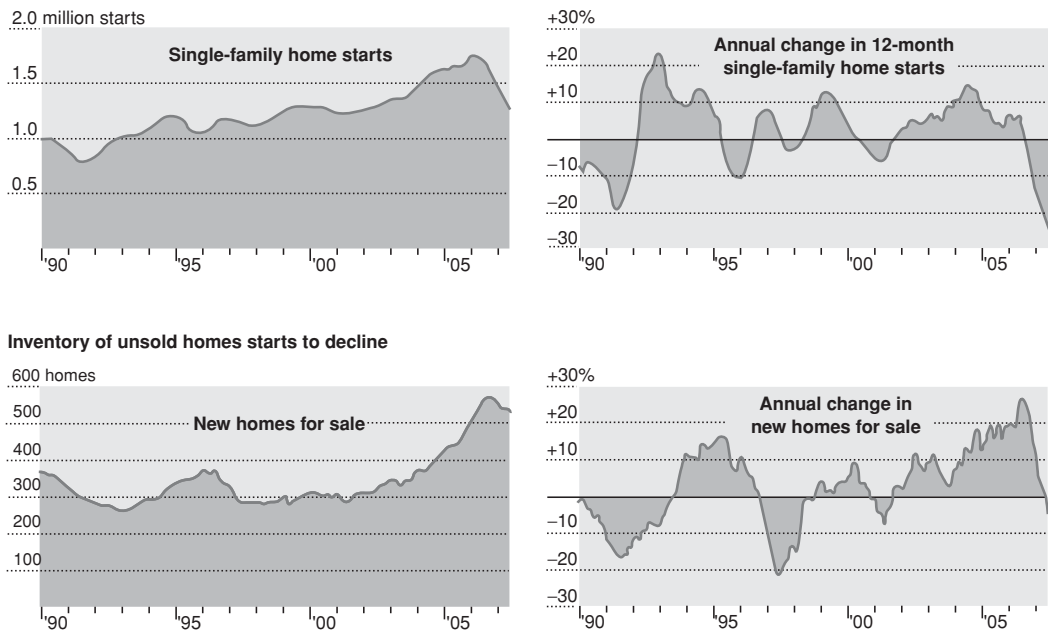 2.0 million starts
Single-family home starts
1.5
1.0
0.5
'90 '95 '00 '05
+30%
Annual change in 12-month
single-family home starts
+20
+10
−10
−20
−30
'90 '95 '00 '05
Inventory of unsold homes starts to decline
600 homes
New homes for sale
500
400
300
200
100
'90 '95 '00 '05
+30%
Annual change in
new homes for sale
+20
+10
−10
−20
−30
'90 '95 '00 '05